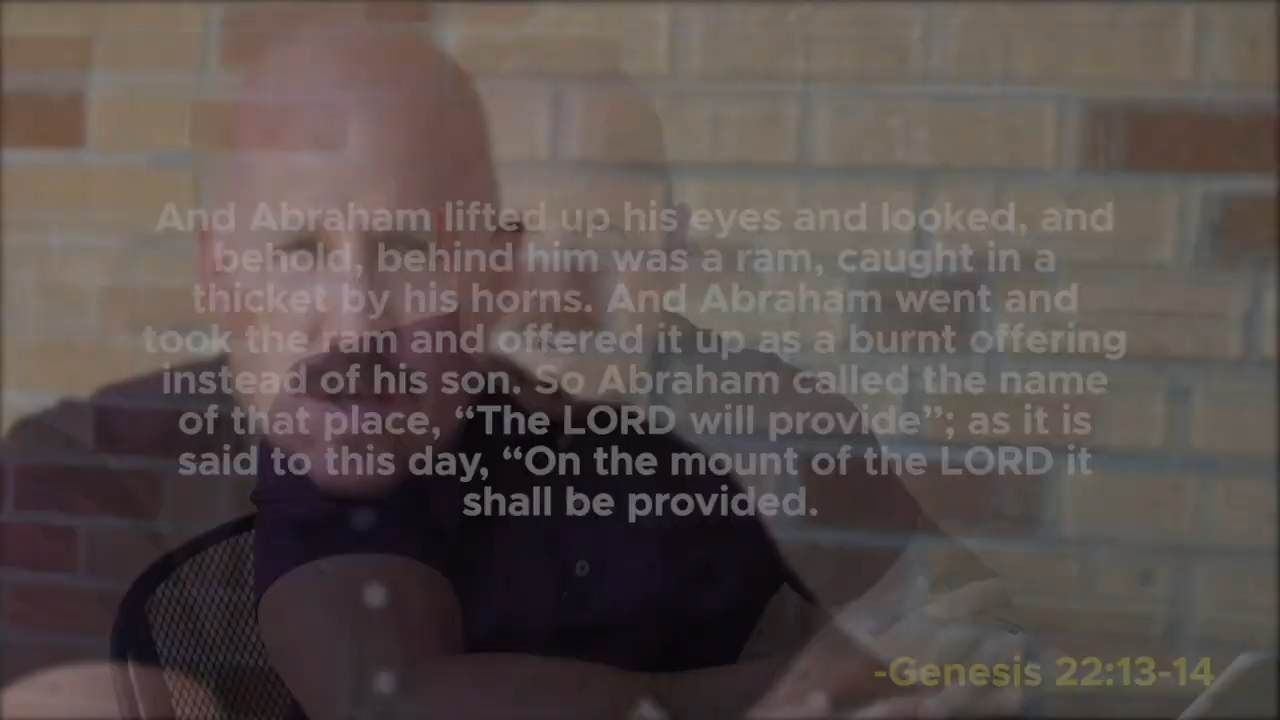 And Abraham lifted up his eyes and looked, and
behold, behind him was a ram, caught in a
thicket by his horns. And Abraham went and
took the ram and offered it up as a burnt offering
instead of his son. So Abraham called the name
of that place, “The LORD will provide”; as it is
said to this day, “On the mount of the LORD it
shall be provided.
-Genesis 22:13-14